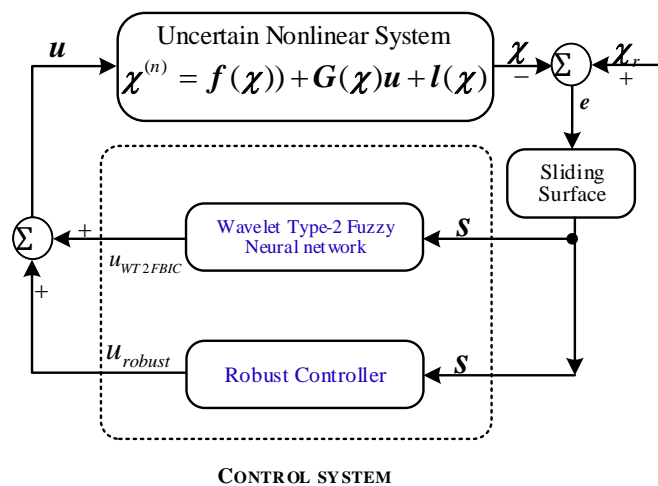 Uncertain Nonlinear System
χ^(n) = f(χ)) + G(χ)u + l(χ)
u
χ
−
Σ
χ_r
+
e
Sliding
Surface
Wavelet Type-2 Fuzzy
Neural network
s
Σ
+
u_WT2FBIC
+
u_robust
Robust Controller
s
CONTROL SYSTEM